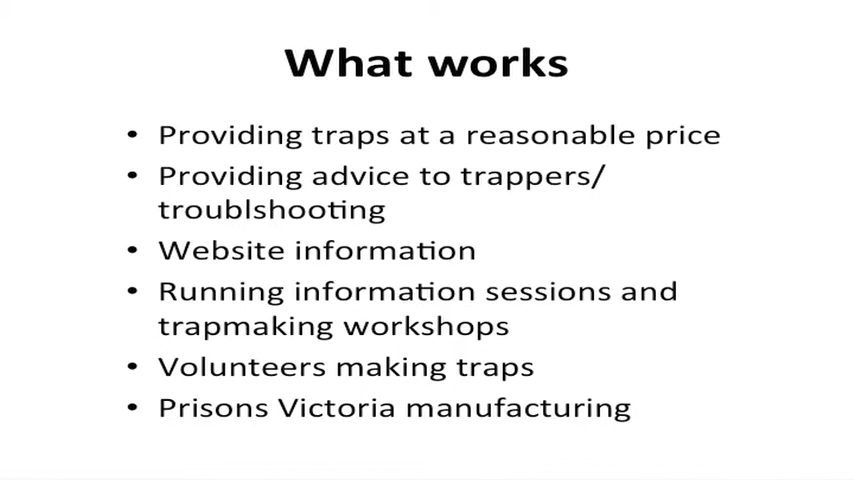 What works
• Providing traps at a reasonable price
• Providing advice to trappers/
troublshooting
• Website information
• Running information sessions and
trapmaking workshops
• Volunteers making traps
• Prisons Victoria manufacturing